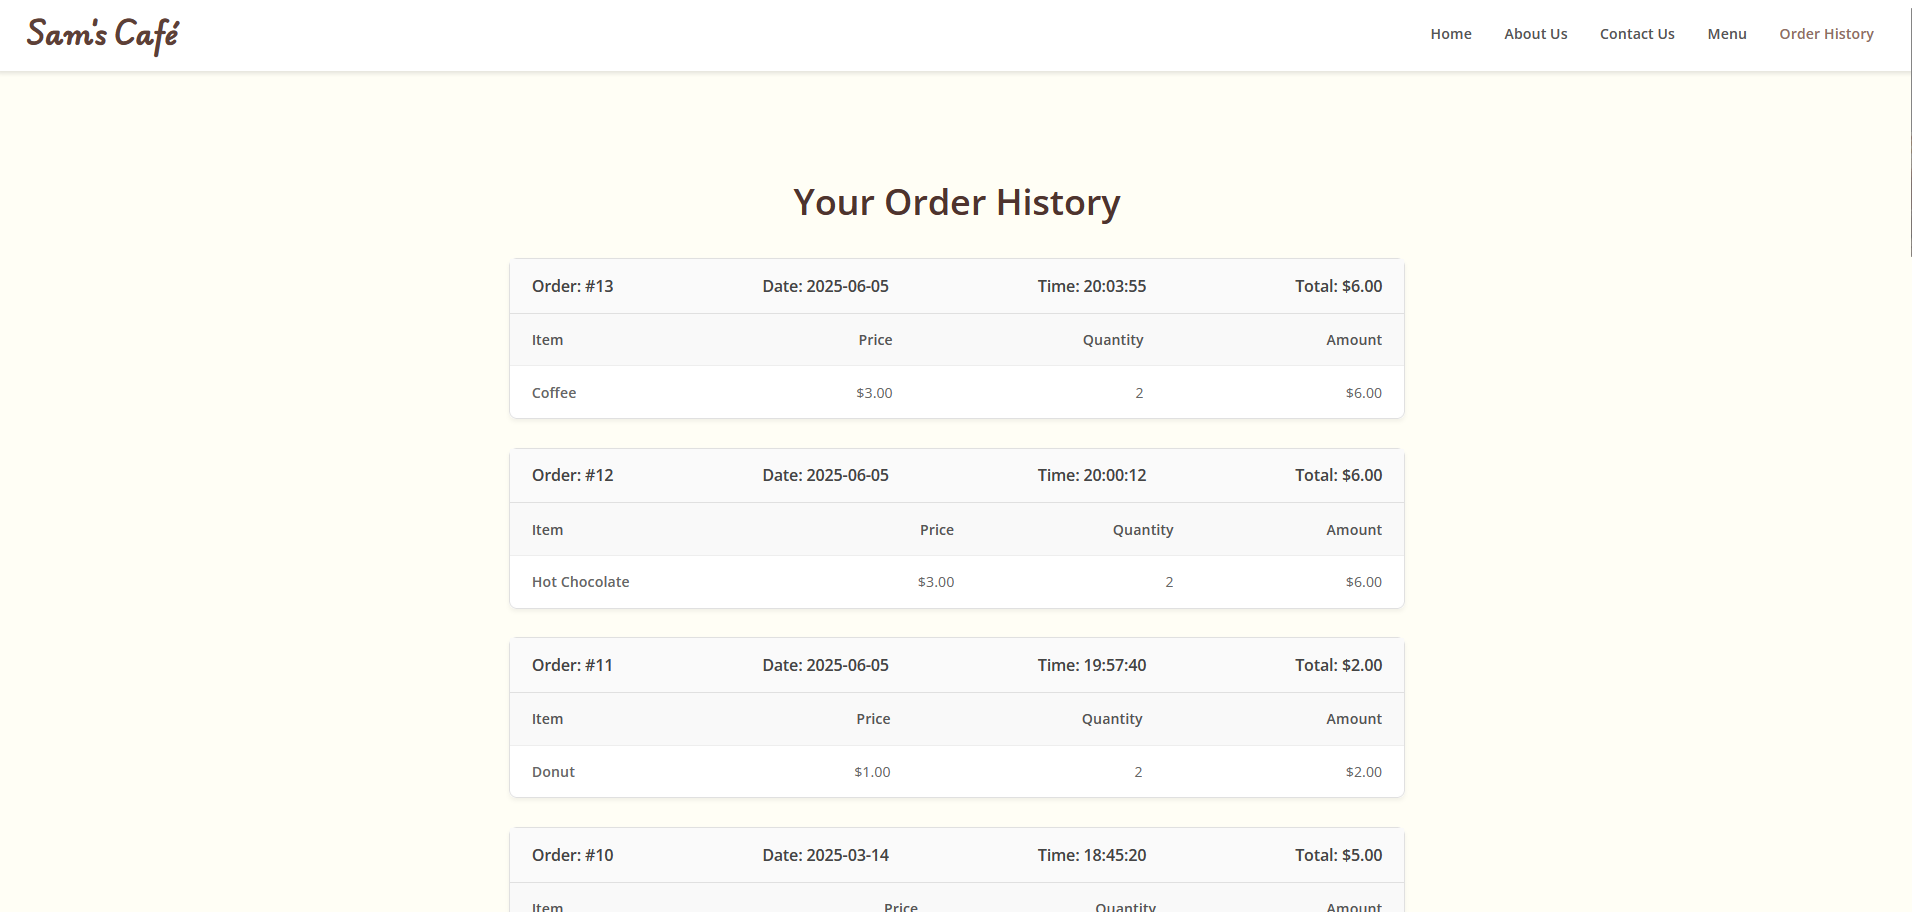 Sam's Café Home About Us Contact Us Menu Order History
Your Order History
Order: #13 Date: 2025-06-05 Time: 20:03:55 Total: $6.00
Item Price Quantity Amount
Coffee $3.00 2 $6.00
Order: #12 Date: 2025-06-05 Time: 20:00:12 Total: $6.00
Item Price Quantity Amount
Hot Chocolate $3.00 2 $6.00
Order: #11 Date: 2025-06-05 Time: 19:57:40 Total: $2.00
Item Price Quantity Amount
Donut $1.00 2 $2.00
Order: #10 Date: 2025-03-14 Time: 18:45:20 Total: $5.00
Item Price Quantity Amount